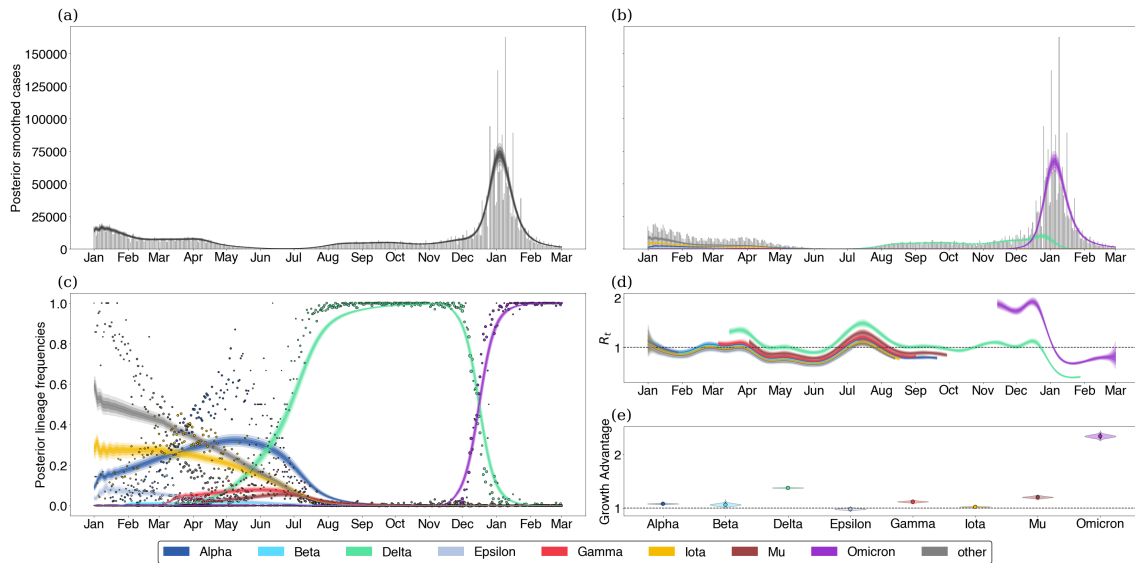 (a)
(b)
Posterior smoothed cases
150000
125000
100000
75000
50000
25000
0
Jan Feb Mar Apr May Jun Jul Aug Sep Oct Nov Dec Jan Feb Mar
Jan Feb Mar Apr May Jun Jul Aug Sep Oct Nov Dec Jan Feb Mar
(c)
Posterior lineage frequencies
1.0
0.8
0.6
0.4
0.2
0.0
Jan Feb Mar Apr May Jun Jul Aug Sep Oct Nov Dec Jan Feb Mar
(d)
Rt
2
1
Jan Feb Mar Apr May Jun Jul Aug Sep Oct Nov Dec Jan Feb Mar
(e)
Growth Advantage
2
1
Alpha Beta Delta Epsilon Gamma Iota Mu Omicron
Alpha Beta Delta Epsilon Gamma Iota Mu Omicron other